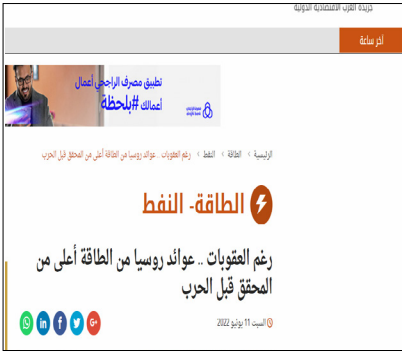 جريدة العرب الاقتصادية الدولية
آخر ساعة
تطبيق مصرف الراجحي أعمال
أعمالك #بلحظة
الرئيسية › الطاقة › النفط › رغم العقوبات .. عوائد روسيا من الطاقة أعلى من المحقق قبل الحرب
الطاقة- النفط
رغم العقوبات .. عوائد روسيا من الطاقة أعلى من
المحقق قبل الحرب
السبت 11 يونيو 2022